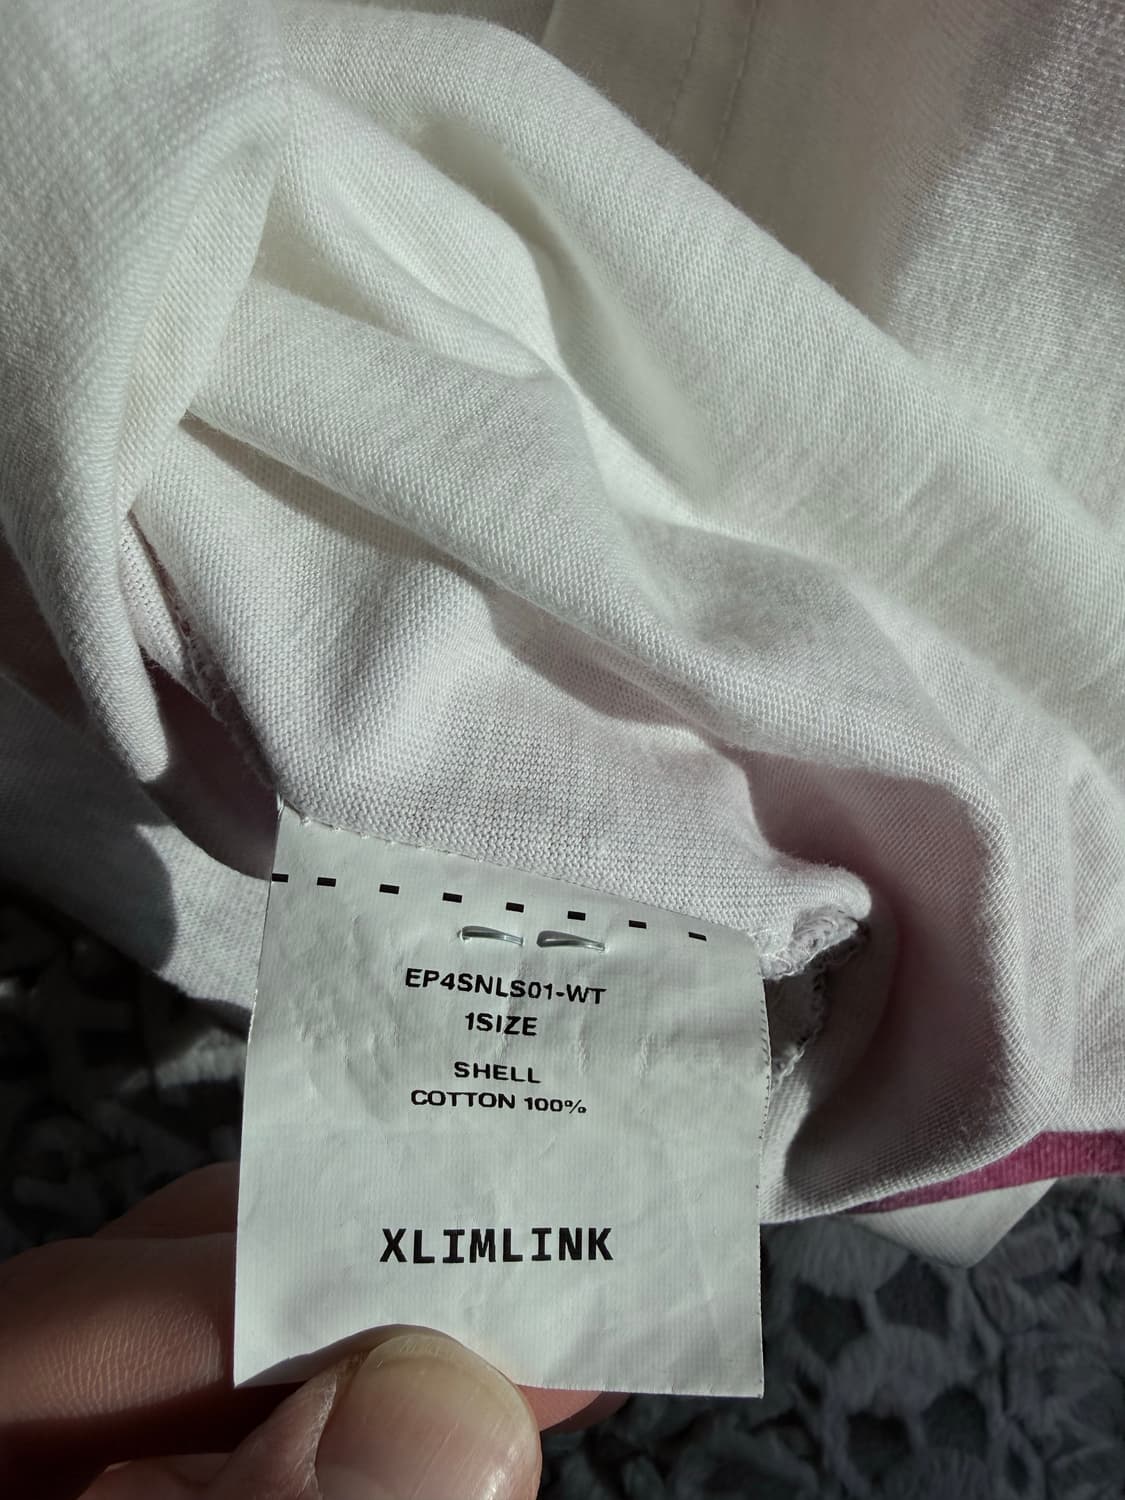 EP4SNLS01-WT
1SIZE
SHELL
COTTON 100%
XLIMLINK